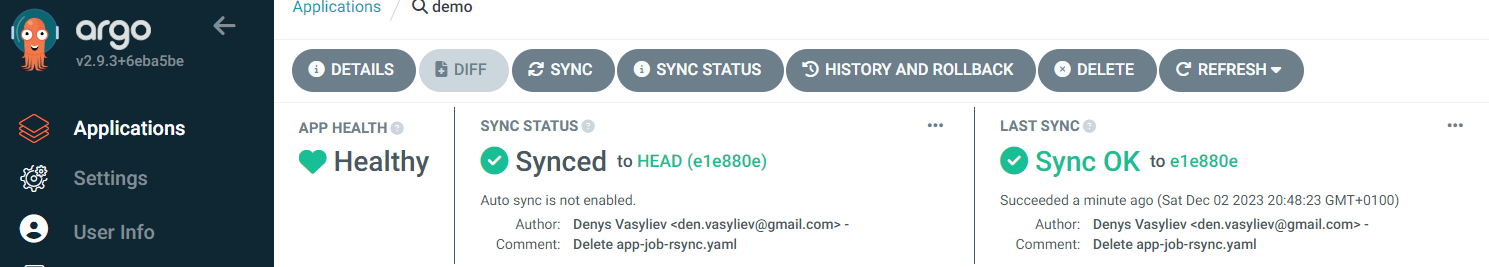 argo
v2.9.3+6eba5be
Applications
Settings
User Info
Applications / demo
DETAILS DIFF SYNC SYNC STATUS HISTORY AND ROLLBACK DELETE REFRESH
APP HEALTH ?
Healthy
SYNC STATUS ?
Synced to HEAD (e1e880e)
Auto sync is not enabled.
Author: Denys Vasyliev <den.vasyliev@gmail.com> -
Comment: Delete app-job-rsync.yaml
LAST SYNC ?
Sync OK to e1e880e
Succeeded a minute ago (Sat Dec 02 2023 20:48:23 GMT+0100)
Author: Denys Vasyliev <den.vasyliev@gmail.com> -
Comment: Delete app-job-rsync.yaml